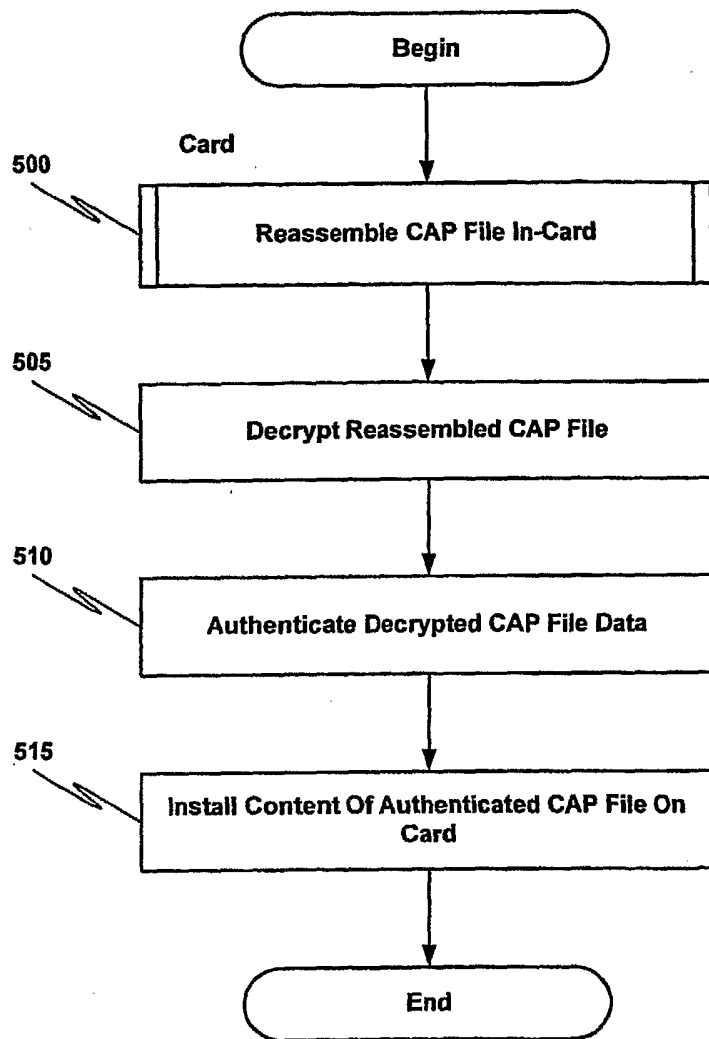 Begin
Card
500
Reassemble CAP File In-Card
505
Decrypt Reassembled CAP File
510
Authenticate Decrypted CAP File Data
515
Install Content Of Authenticated CAP File On
Card
End